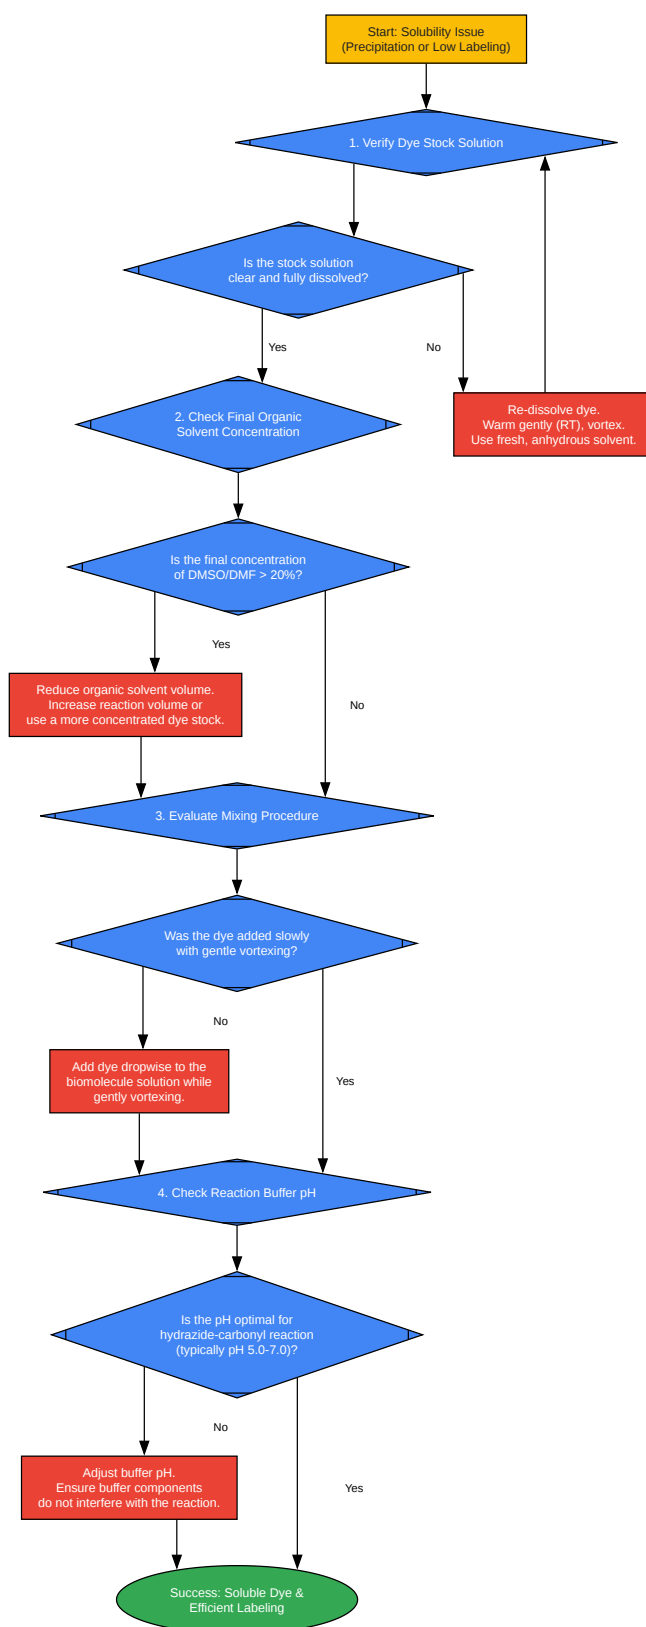 Start: Solubility Issue
(Precipitation or Low Labeling)
1. Verify Dye Stock Solution
Is the stock solution
clear and fully dissolved?
Yes
No
Re-dissolve dye.
Warm gently (RT), vortex.
Use fresh, anhydrous solvent.
2. Check Final Organic
Solvent Concentration
Is the final concentration
of DMSO/DMF > 20%?
Yes
No
Reduce organic solvent volume.
Increase reaction volume or
use a more concentrated dye stock.
3. Evaluate Mixing Procedure
Was the dye added slowly
with gentle vortexing?
No
Yes
Add dye dropwise to the
biomolecule solution while
gently vortexing.
4. Check Reaction Buffer pH
Is the pH optimal for
hydrazide-carbonyl reaction
(typically pH 5.0-7.0)?
No
Yes
Adjust buffer pH.
Ensure buffer components
do not interfere with the reaction.
Success: Soluble Dye &
Efficient Labeling